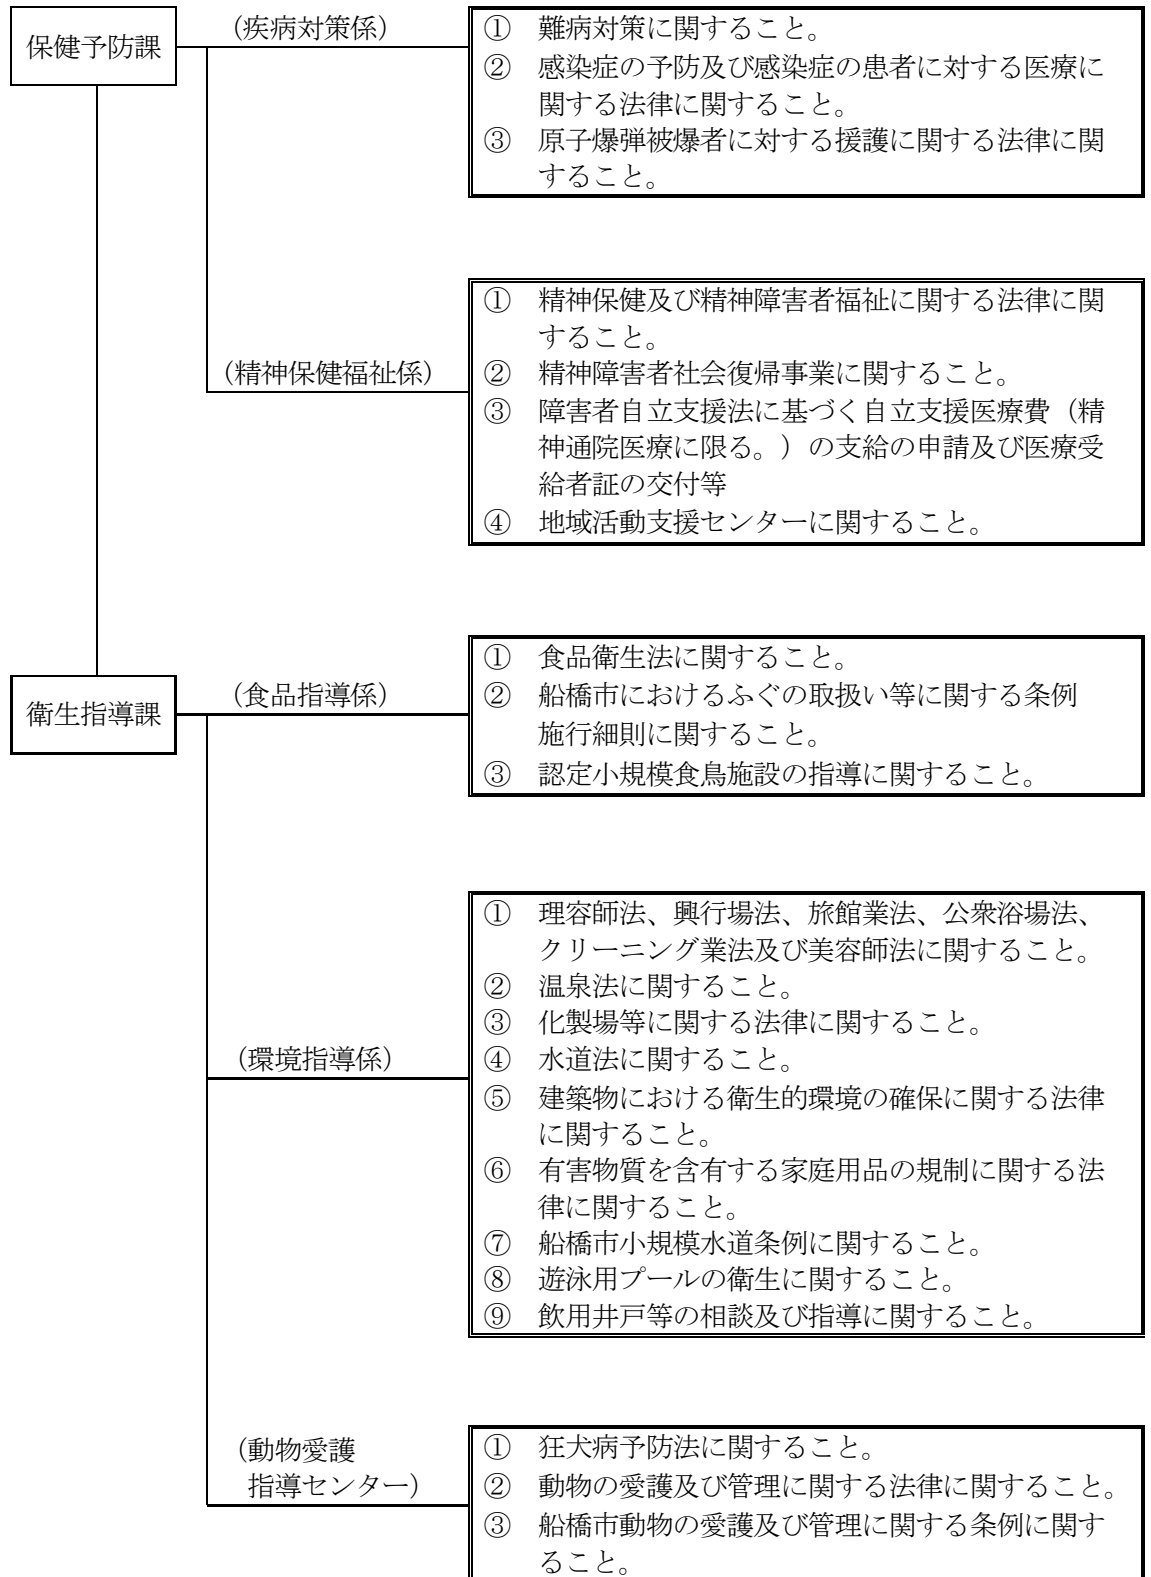 保健予防課
（疾病対策係）
① 難病対策に関すること。
② 感染症の予防及び感染症の患者に対する医療に
関する法律に関すること。
③ 原子爆弾被爆者に対する援護に関する法律に関
すること。
（精神保健福祉係）
① 精神保健及び精神障害者福祉に関する法律に関
すること。
② 精神障害者社会復帰事業に関すること。
③ 障害者自立支援法に基づく自立支援医療費（精
神通院医療に限る。）の支給の申請及び医療受
給者証の交付等
④ 地域活動支援センターに関すること。
衛生指導課
（食品指導係）
① 食品衛生法に関すること。
② 船橋市におけるふぐの取扱い等に関する条例
施行細則に関すること。
③ 認定小規模食鳥施設の指導に関すること。
（環境指導係）
① 理容師法、興行場法、旅館業法、公衆浴場法、
クリーニング業法及び美容師法に関すること。
② 温泉法に関すること。
③ 化製場等に関する法律に関すること。
④ 水道法に関すること。
⑤ 建築物における衛生的環境の確保に関する法律
に関すること。
⑥ 有害物質を含有する家庭用品の規制に関する法
律に関すること。
⑦ 船橋市小規模水道条例に関すること。
⑧ 遊泳用プールの衛生に関すること。
⑨ 飲用井戸等の相談及び指導に関すること。
（動物愛護
指導センター）
① 狂犬病予防法に関すること。
② 動物の愛護及び管理に関する法律に関すること。
③ 船橋市動物の愛護及び管理に関する条例に関す
ること。